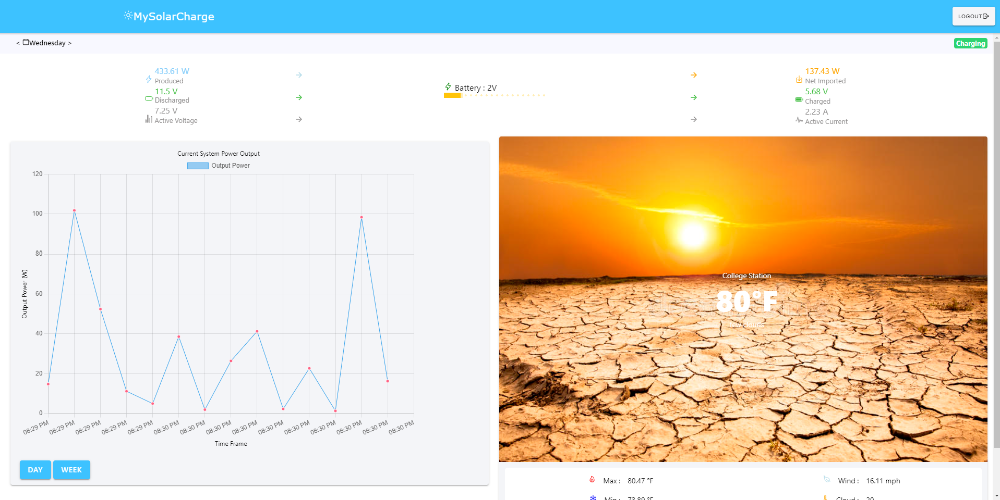 MySolarCharge
LOGOUT
< Wednesday >
Charging
433.61 W
Produced
11.5 V
Discharged
7.25 V
Active Voltage
Battery : 2V
137.43 W
Net Imported
5.68 V
Charged
2.23 A
Active Current
Current System Power Output
Output Power
120
100
80
60
40
20
0
Output Power (W)
08:29 PM 08:29 PM 08:29 PM 08:29 PM 08:29 PM 08:30 PM 08:30 PM 08:30 PM 08:30 PM 08:30 PM 08:30 PM 08:30 PM 08:30 PM 08:30 PM 08:30 PM
Time Frame
DAY WEEK
College Station
80°F
few clouds
Max : 80.47 °F
Wind : 16.11 mph
Min : 73.89 °F
Cloud : 20